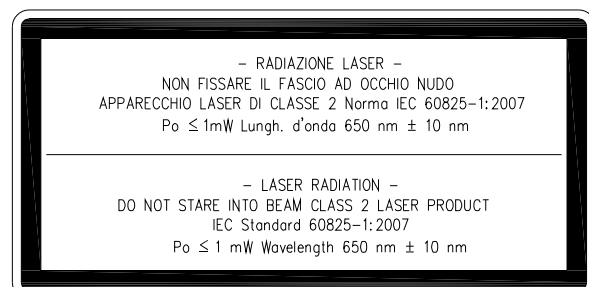 - RADIAZIONE LASER -
NON FISSARE IL FASCIO AD OCCHIO NUDO
APPARECCHIO LASER DI CLASSE 2 Norma IEC 60825-1:2007
Po ≤ 1mW Lungh. d'onda 650 nm ± 10 nm
- LASER RADIATION -
DO NOT STARE INTO BEAM CLASS 2 LASER PRODUCT
IEC Standard 60825-1:2007
Po ≤ 1 mW Wavelength 650 nm ± 10 nm